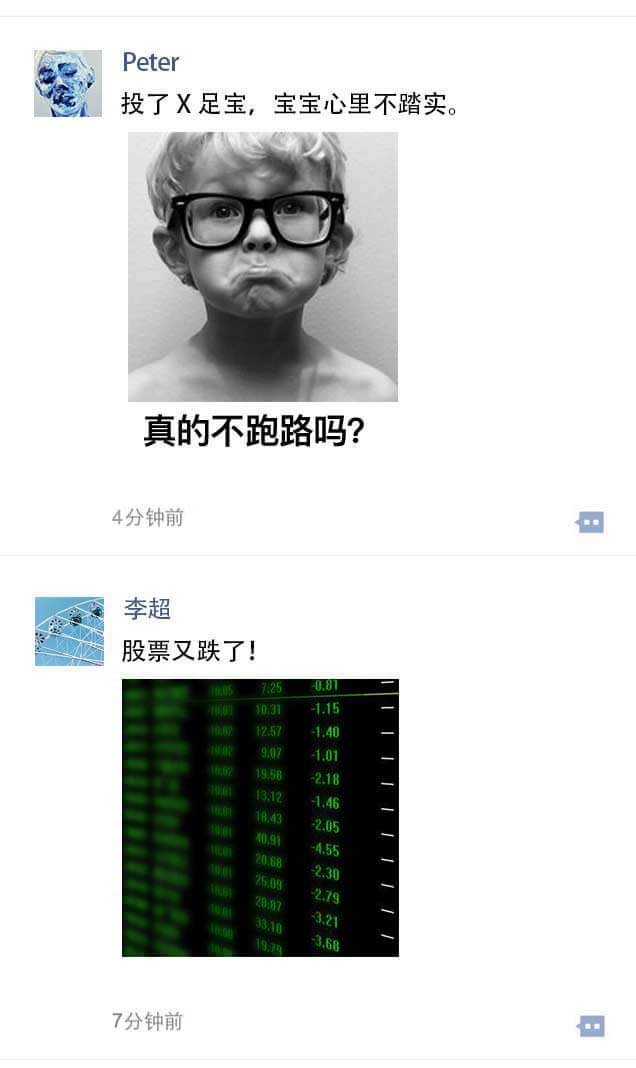 Peter
投了 X 足宝，宝宝心里不踏实。
真的不跑路吗?
4分钟前
李超
股票又跌了!
7.25 -0.81
10.31 -1.15
12.57 -1.40
9.07 -1.01
19.58 -2.18
13.12 -1.46
18.43 -2.05
40.91 -4.55
20.68 -2.30
25.09 -2.79
28.87 -3.21
33.10 -3.68
19.79
7分钟前